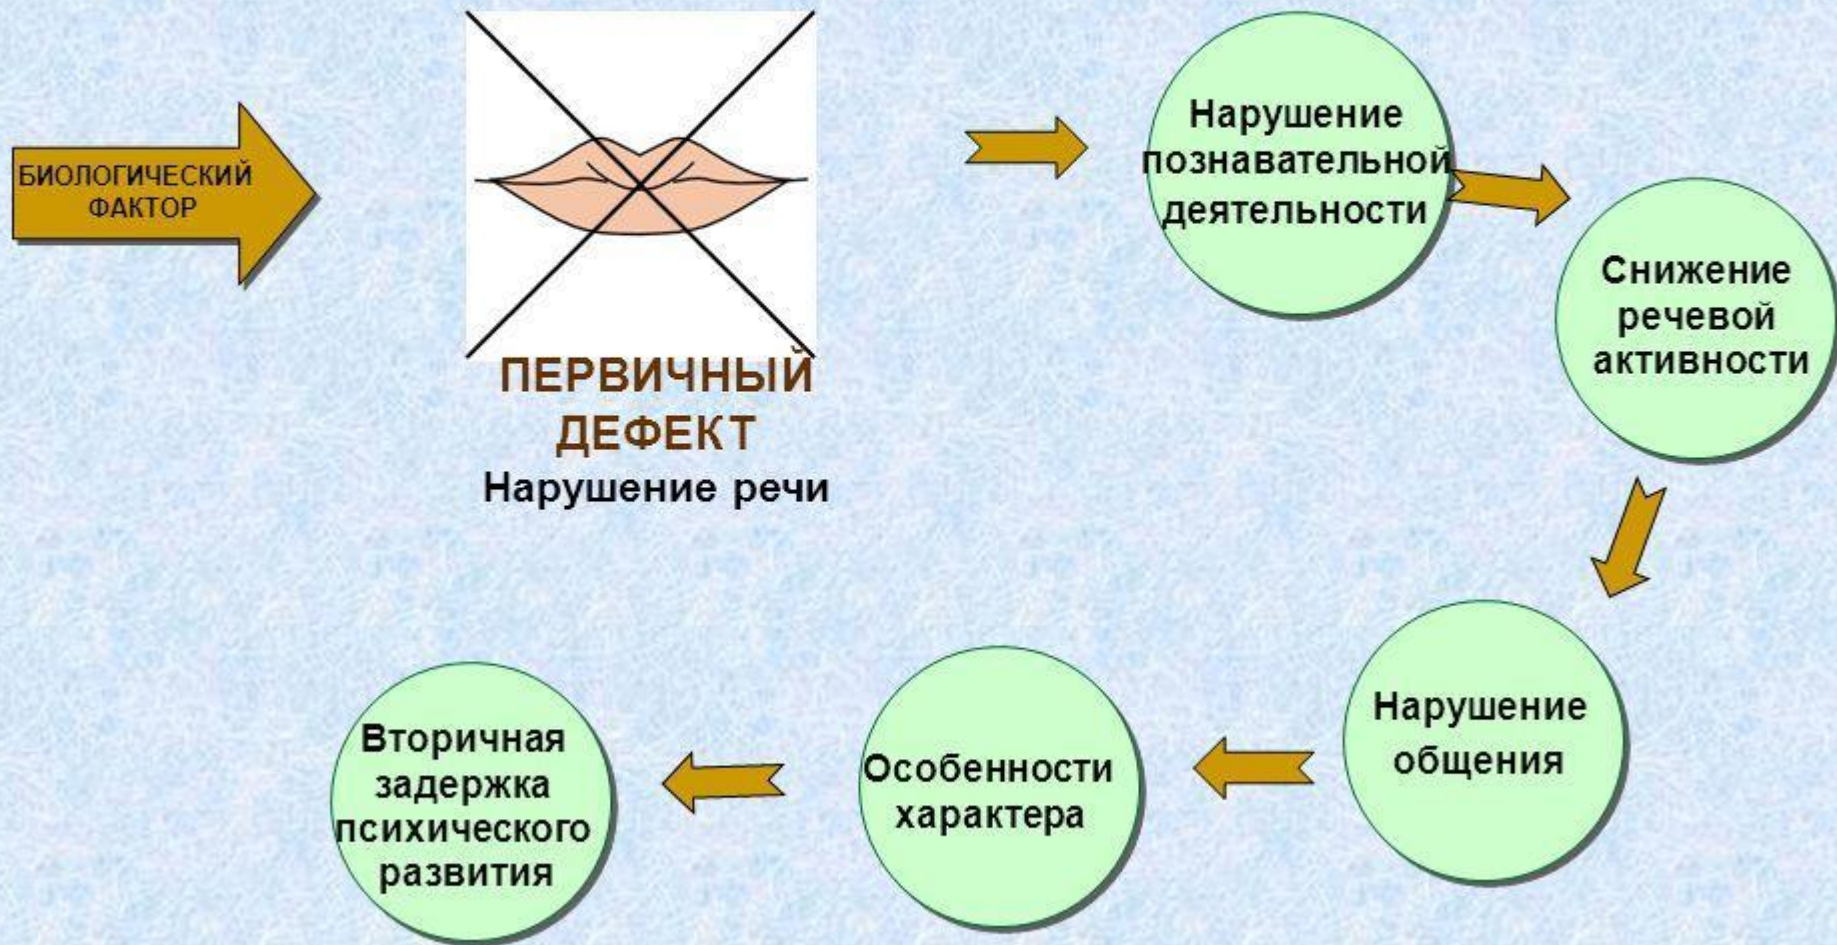 БИОЛОГИЧЕСКИЙ
ФАКТОР
ПЕРВИЧНЫЙ
ДЕФЕКТ
Нарушение речи
Нарушение
познавательной
деятельности
Снижение
речевой
активности
Нарушение
общения
Особенности
характера
Вторичная
задержка
психического
развития